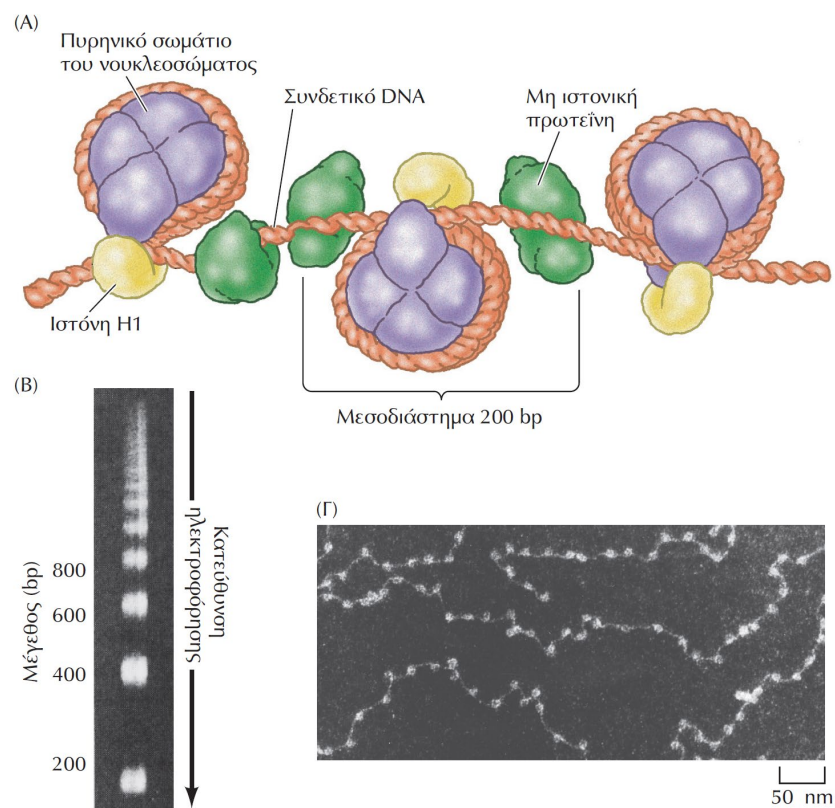 (Α)
Πυρηνικό σωμάτιο
του νουκλεοσώματος
Συνδετικό DNA
Μη ιστονική
πρωτεΐνη
Ιστόνη Η1
Μεσοδιάστημα 200 bp
(Β)
Μέγεθος (bp)
800
600
400
200
Κατεύθυνση
ηλεκτροφόρησης
(Γ)
50 nm